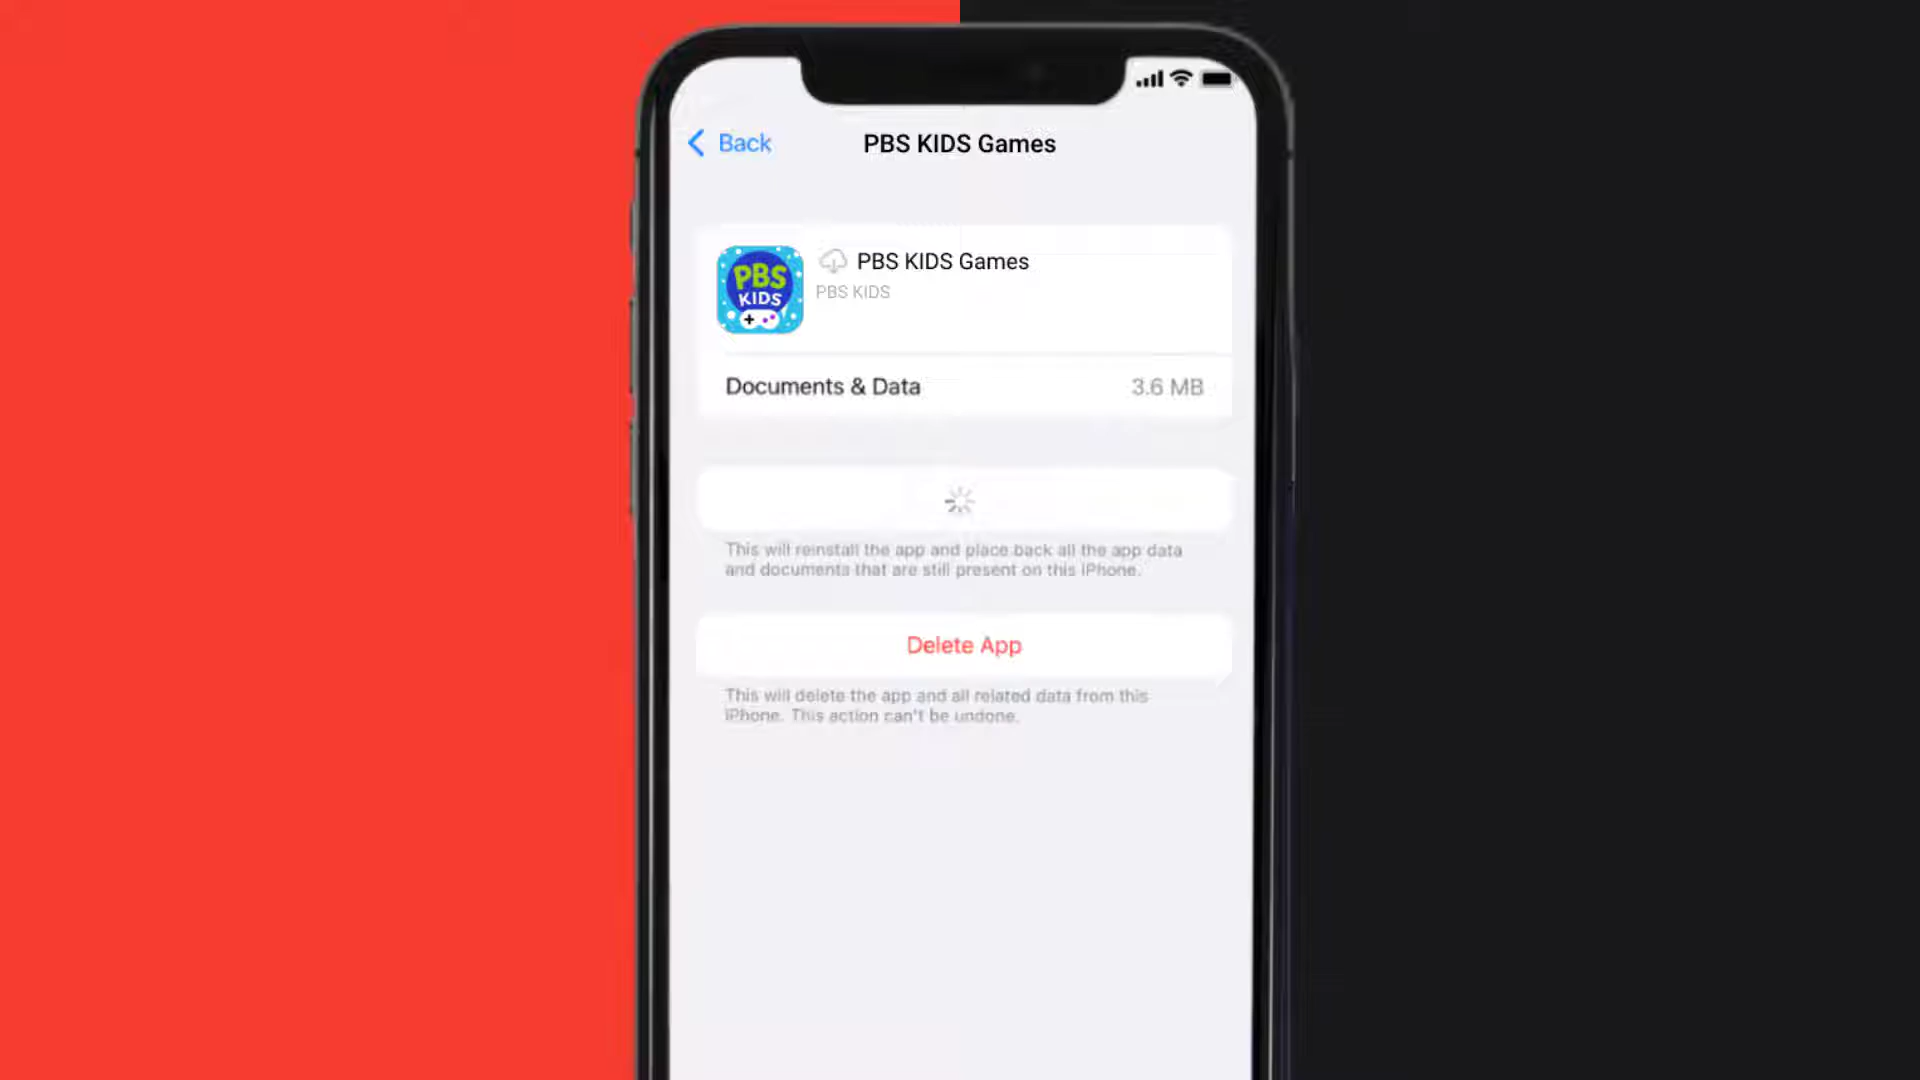 Back
PBS KIDS Games
PBS
KIDS
PBS KIDS Games
PBS KIDS
Documents & Data
3.6 MB
This will reinstall the app and place back all the app data
and documents that are still present on this iPhone.
Delete App
This will delete the app and all related data from this
iPhone. This action can't be undone.